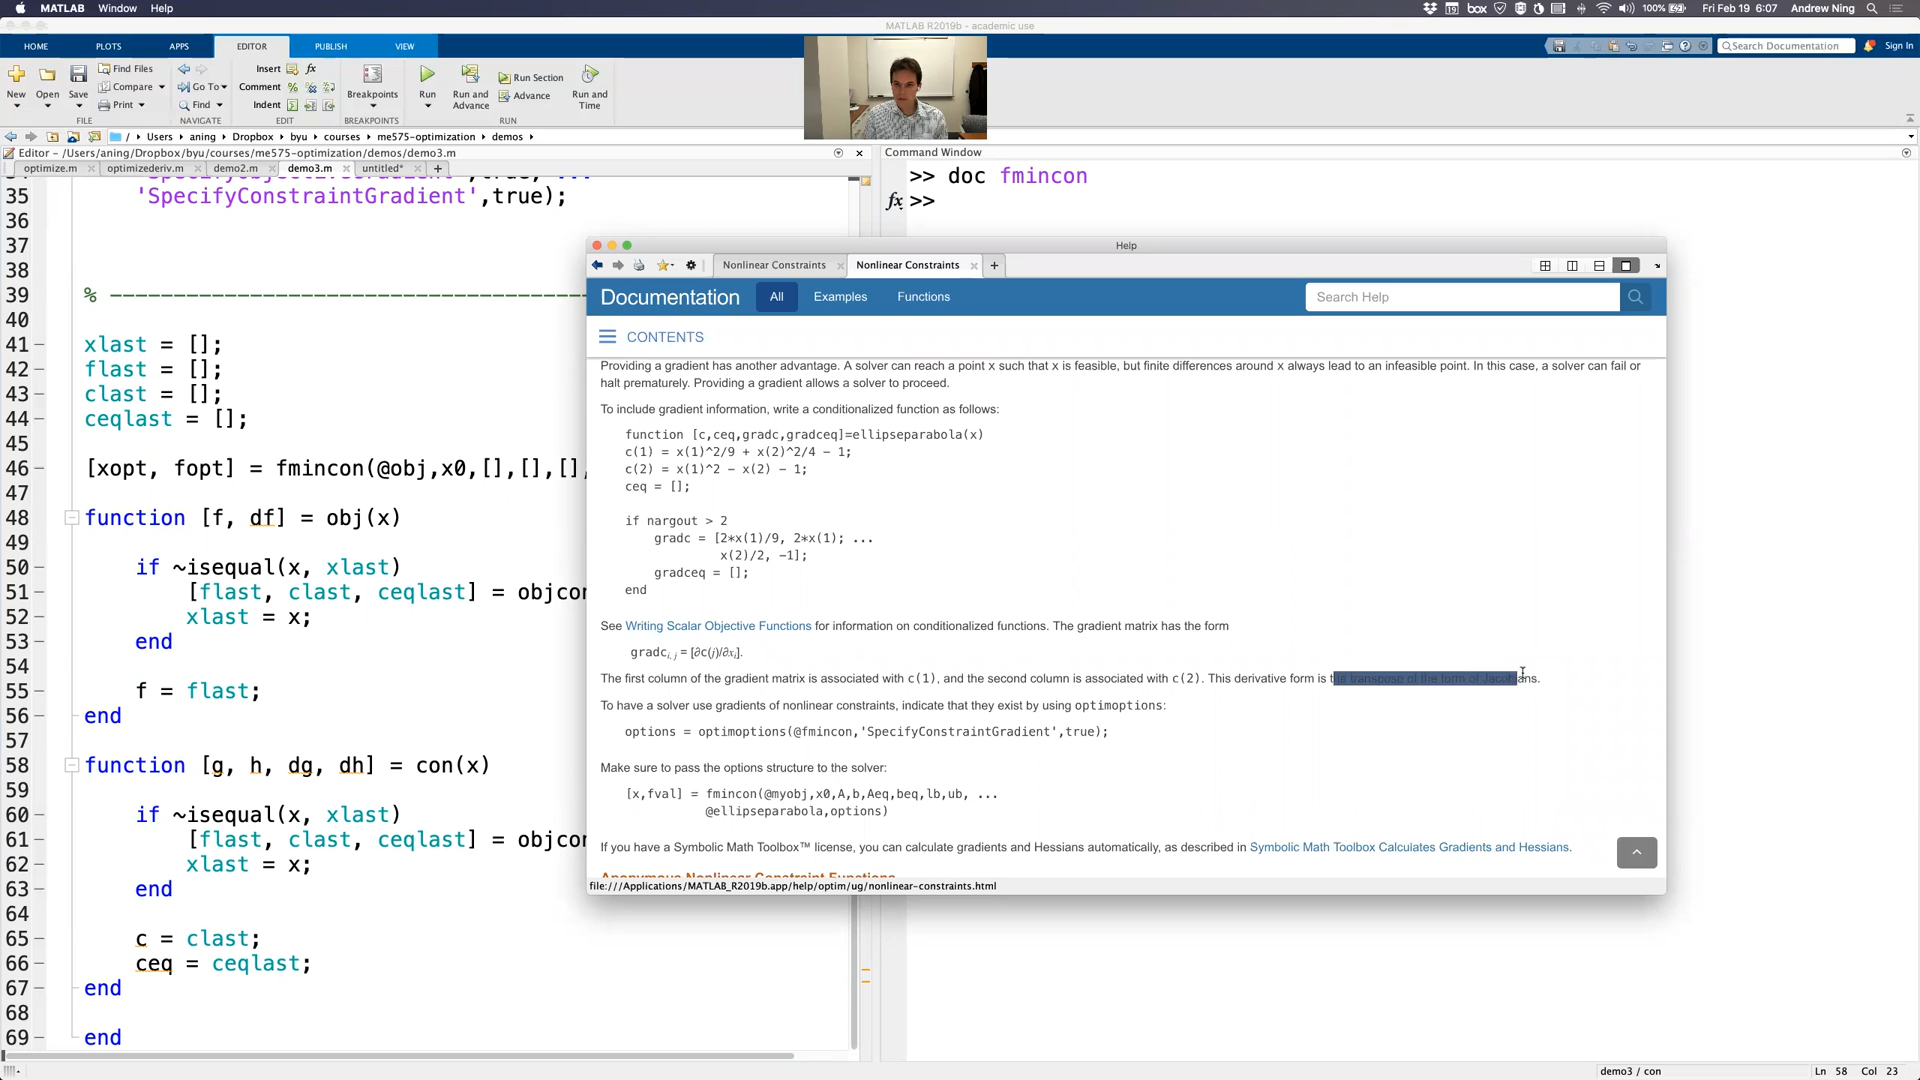 MATLAB Window Help
box 19 100% Fri Feb 19 6:07 Andrew Ning
MATLAB R2019b - academic use
HOME PLOTS APPS EDITOR PUBLISH VIEW
Search Documentation Sign In
New Open Save Find Files Compare Print
Go To Find
Insert fx
Comment %
Indent
Breakpoints
Run Run and Advance Run Section Advance Run and Time
FILE NAVIGATE EDIT BREAKPOINTS RUN
/ Users aning Dropbox byu courses me575-optimization demos
Editor - /Users/aning/Dropbox/byu/courses/me575-optimization/demos/demo3.m
optimize.m optimizederiv.m demo2.m demo3.m untitled* +
35 'SpecifyConstraintGradient',true);
36
37
38
39 % ----------------------------------------
40
41 xlast = [];
42 flast = [];
43 clast = [];
44 ceqlast = [];
45
46 [xopt, fopt] = fmincon(@obj,x0,[],[],[],
47
48 function [f, df] = obj(x)
49
50 if ~isequal(x, xlast)
51 [flast, clast, ceqlast] = objcon
52 xlast = x;
53 end
54
55 f = flast;
56 end
57
58 function [g, h, dg, dh] = con(x)
59
60 if ~isequal(x, xlast)
61 [flast, clast, ceqlast] = objcon
62 xlast = x;
63 end
64
65 c = clast;
66 ceq = ceqlast;
67 end
68
69 end
Command Window
>> doc fmincon
fx >>
Help
Nonlinear Constraints Nonlinear Constraints +
Documentation All Examples Functions Search Help
CONTENTS
Providing a gradient has another advantage. A solver can reach a point x such that x is feasible, but finite differences around x always lead to an infeasible point. In this case, a solver can fail or
halt prematurely. Providing a gradient allows a solver to proceed.
To include gradient information, write a conditionalized function as follows:
function [c,ceq,gradc,gradceq]=ellipseparabola(x)
c(1) = x(1)^2/9 + x(2)^2/4 - 1;
c(2) = x(1)^2 - x(2) - 1;
ceq = [];
if nargout > 2
gradc = [2*x(1)/9, 2*x(1); ...
x(2)/2, -1];
gradceq = [];
end
See Writing Scalar Objective Functions for information on conditionalized functions. The gradient matrix has the form
gradc i, j = [∂c(j)/∂xi].
The first column of the gradient matrix is associated with c(1), and the second column is associated with c(2). This derivative form is the transpose of the form of Jacobians.
To have a solver use gradients of nonlinear constraints, indicate that they exist by using optimoptions:
options = optimoptions(@fmincon,'SpecifyConstraintGradient',true);
Make sure to pass the options structure to the solver:
[x,fval] = fmincon(@myobj,x0,A,b,Aeq,beq,lb,ub, ...
@ellipseparabola,options)
If you have a Symbolic Math Toolbox™ license, you can calculate gradients and Hessians automatically, as described in Symbolic Math Toolbox Calculates Gradients and Hessians.
Anonymous Nonlinear Constraint Functions
file:///Applications/MATLAB_R2019b.app/help/optim/ug/nonlinear-constraints.html
demo3 / con Ln 58 Col 23